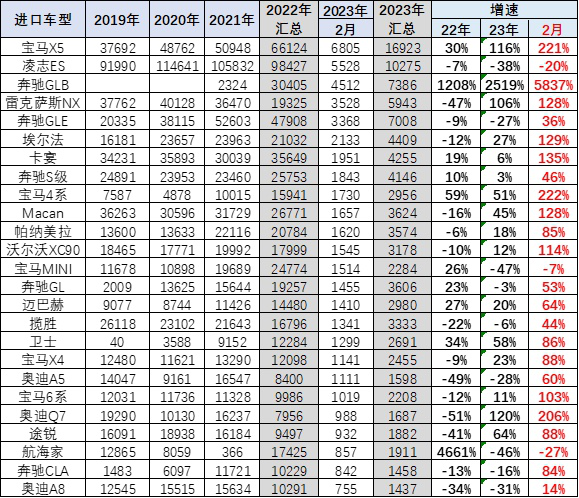 进口车型 2019年 2020年 2021年 2022年汇总 2023年2月 2023年汇总 增速
22年 23年 2月
宝马X5 37692 48762 50948 66124 6805 16923 30% 116% 221%
凌志ES 91990 114641 105832 98427 5528 10275 -7% -38% -20%
奔驰GLB 2324 30405 4512 7386 1208% 2519% 5837%
雷克萨斯NX 37762 40128 36470 19325 3528 5943 -47% 106% 128%
奔驰GLE 20335 38115 52603 47908 3368 7008 -9% -27% 36%
埃尔法 16181 23657 23963 21032 2133 4409 -12% 27% 129%
卡宴 34231 35893 30039 35649 1951 4255 19% 6% 135%
奔驰S级 24891 23953 23460 25753 1843 4146 10% 3% 46%
宝马4系 7587 4878 10015 15941 1730 2956 59% 51% 222%
Macan 36263 30596 31729 26771 1657 3624 -16% 45% 128%
帕纳美拉 13600 13633 22116 20784 1620 3574 -6% 18% 85%
沃尔沃XC90 18465 17771 19992 17999 1545 3178 -10% 12% 114%
宝马MINI 11678 10898 19689 24774 1514 2284 26% -47% -7%
奔驰GL 2009 13625 15644 19257 1455 3606 23% -3% 53%
迈巴赫 9077 8744 11426 14480 1410 2980 27% 20% 64%
揽胜 26118 23102 21643 16796 1341 3333 -22% -6% 44%
卫士 40 3588 9152 12284 1299 2691 34% 58% 86%
宝马X4 12480 11621 13290 12098 1141 2455 -9% 23% 88%
奥迪A5 14047 9161 16547 8400 1111 1598 -49% -28% 60%
宝马6系 12031 11736 11328 9986 1019 2208 -12% 11% 103%
奥迪Q7 19290 10130 16237 7956 988 1687 -51% 120% 206%
途锐 16091 18938 16184 9497 932 1882 -41% 64% 88%
航海家 12865 8059 366 17425 857 1911 4661% -46% -27%
奔驰CLA 1483 6097 11721 10229 842 1458 -13% -16% 84%
奥迪A8 12545 15515 15634 10291 755 1437 -34% -31% 14%